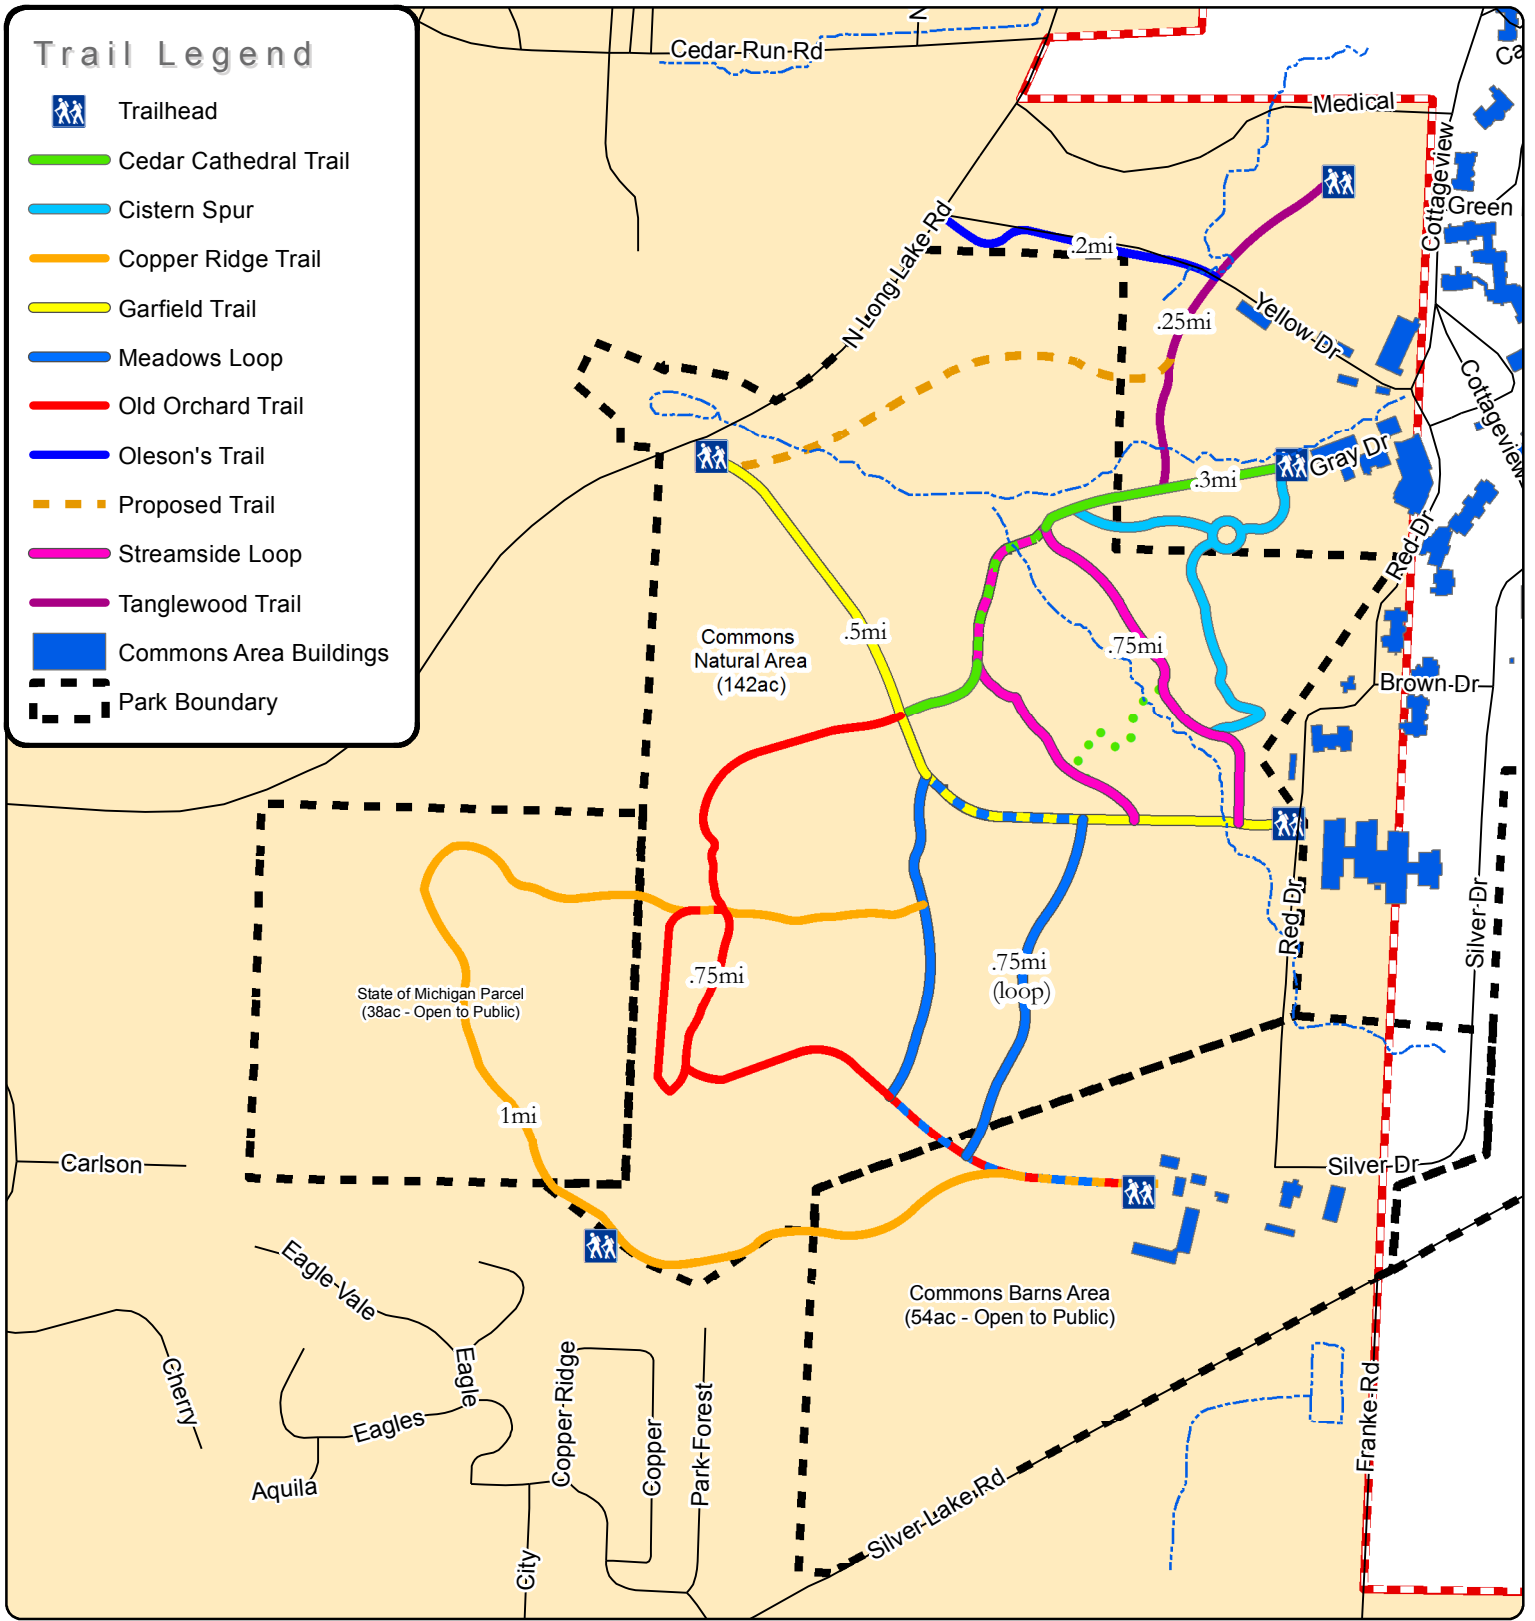 Trail Legend
Trailhead
Cedar Cathedral Trail
Cistern Spur
Copper Ridge Trail
Garfield Trail
Meadows Loop
Old Orchard Trail
Oleson's Trail
Proposed Trail
Streamside Loop
Tanglewood Trail
Commons Area Buildings
Park Boundary
Cedar-Run-Rd
N
Ca
Medical
Cottageview
Green
N-Long-Lake-Rd
.2mi
.25mi
Yellow-Dr
Cottageview
Gray Dr
.3mi
Red-Dr
.5mi
Commons
Natural Area
(142ac)
.75mi
Brown-Dr
Red-Dr
Silver-Dr
.75mi
.75mi
(loop)
State of Michigan Parcel
(38ac - Open to Public)
1mi
Carlson
Silver-Dr
Eagle-Vale
Commons Barns Area
(54ac - Open to Public)
Cherry
Eagle
Eagles
Aquila
Copper-Ridge
Copper
Park-Forest
City
Silver-Lake-Rd
Franke-Rd